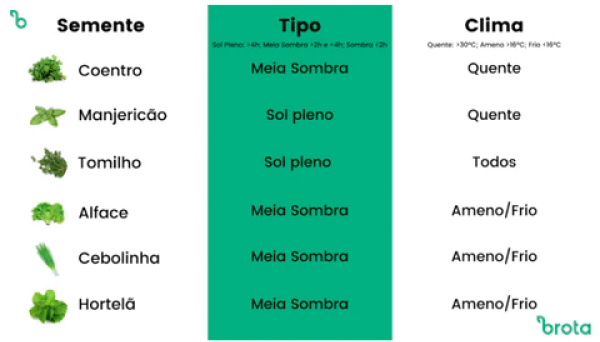 Semente Tipo Clima
Sol Pleno: >4h; Meia Sombra >2h e <4h; Sombra <2h Quente: >30ºC; Ameno >16ºC; Frio <16ºC
Coentro Meia Sombra Quente
Manjericão Sol pleno Quente
Tomilho Sol pleno Todos
Alface Meia Sombra Ameno/Frio
Cebolinha Meia Sombra Ameno/Frio
Hortelã Meia Sombra Ameno/Frio
brota